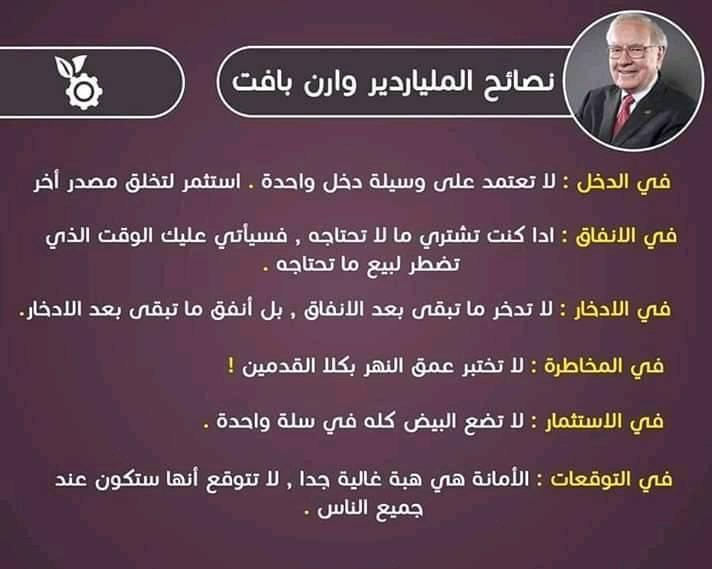 نصائح الملياردير وارن بافت
في الدخل : لا تعتمد على وسيلة دخل واحدة . استثمر لتخلق مصدر أخر
في الانفاق : ادا كنت تشتري ما لا تحتاجه , فسيأتي عليك الوقت الذي
تضطر لبيع ما تحتاجه .
في الادخار : لا تدخر ما تبقى بعد الانفاق , بل أنفق ما تبقى بعد الادخار.
في المخاطرة : لا تختبر عمق النهر بكلا القدمين !
في الاستثمار : لا تضع البيض كله في سلة واحدة .
في التوقعات : الأمانة هي هبة غالية جدا , لا تتوقع أنها ستكون عند
جميع الناس .